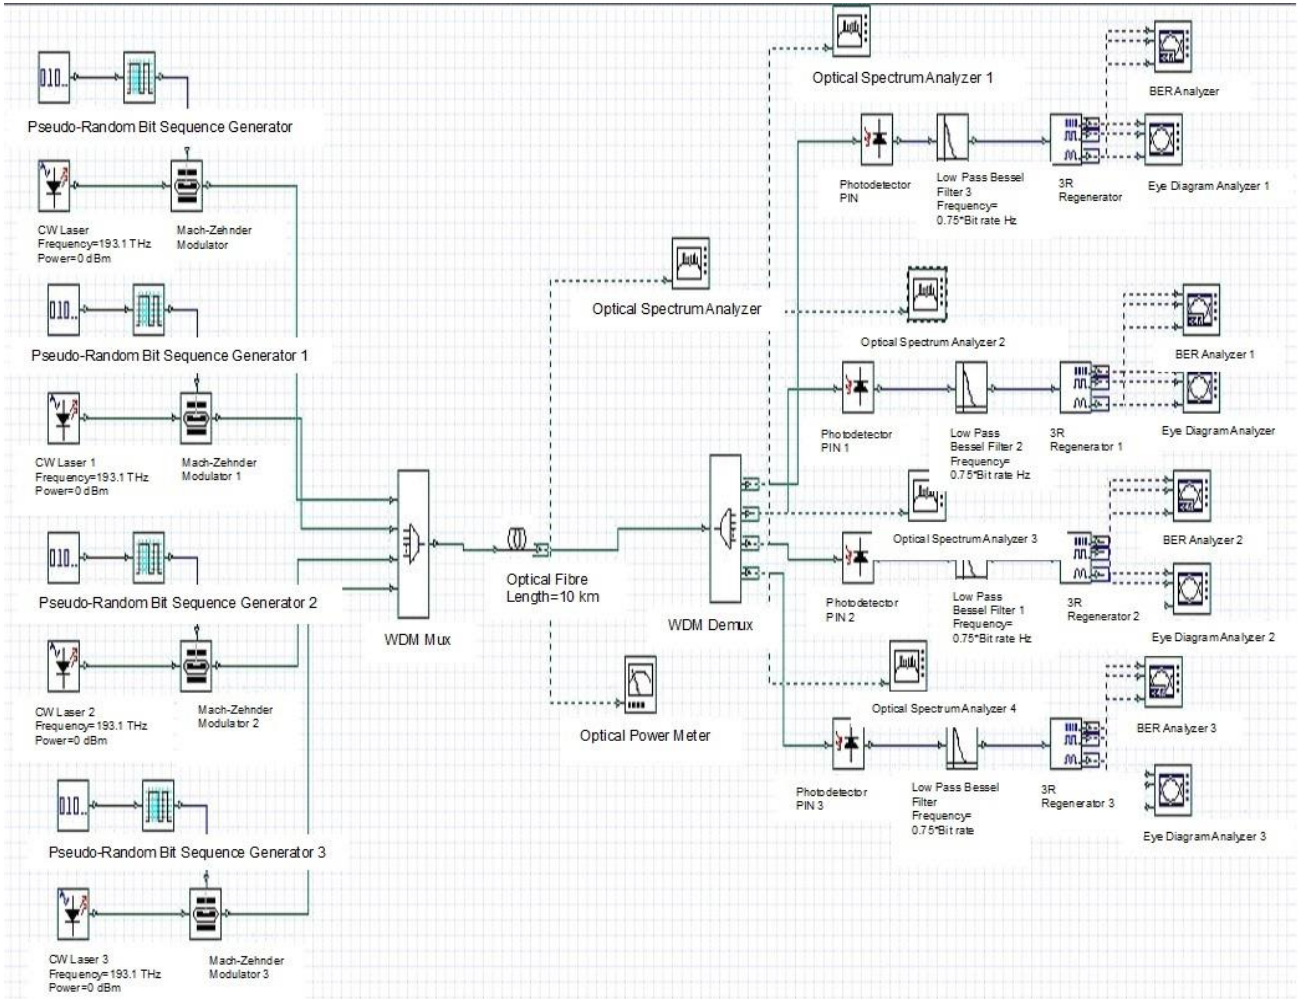 010..
Pseudo-Random Bit Sequence Generator
CW Laser
Frequency=193.1 THz
Power=0 dBm
Mach-Zehnder
Modulator
010..
Pseudo-Random Bit Sequence Generator 1
CW Laser 1
Frequency=193.1 THz
Power=0 dBm
Mach-Zehnder
Modulator 1
010..
Pseudo-Random Bit Sequence Generator 2
CW Laser 2
Frequency=193.1 THz
Power=0 dBm
Mach-Zehnder
Modulator 2
010..
Pseudo-Random Bit Sequence Generator 3
CW Laser 3
Frequency=193.1 THz
Power=0 dBm
Mach-Zehnder
Modulator 3
WDM Mux
Optical Fibre
Length=10 km
Optical Spectrum Analyzer
Optical Power Meter
WDM Demux
Optical Spectrum Analyzer 1
Photodetector
PIN
Low Pass Bessel
Filter 3
Frequency=
0.75*Bit rate Hz
3R
Regenerator
BER Analyzer
Eye Diagram Analyzer 1
Optical Spectrum Analyzer 2
Photodetector
PIN 1
Low Pass
Bessel Filter 2
Frequency=
0.75*Bit rate Hz
3R
Regenerator 1
BER Analyzer 1
Eye Diagram Analyzer
Optical Spectrum Analyzer 3
Photodetector
PIN 2
Low Pass
Bessel Filter 1
Frequency=
0.75*Bit rate Hz
3R
Regenerator 2
BER Analyzer 2
Eye Diagram Analyzer 2
Optical Spectrum Analyzer 4
Photodetector
PIN 3
Low Pass Bessel
Filter
Frequency=
0.75*Bit rate
3R
Regenerator 3
BER Analyzer 3
Eye Diagram Analyzer 3